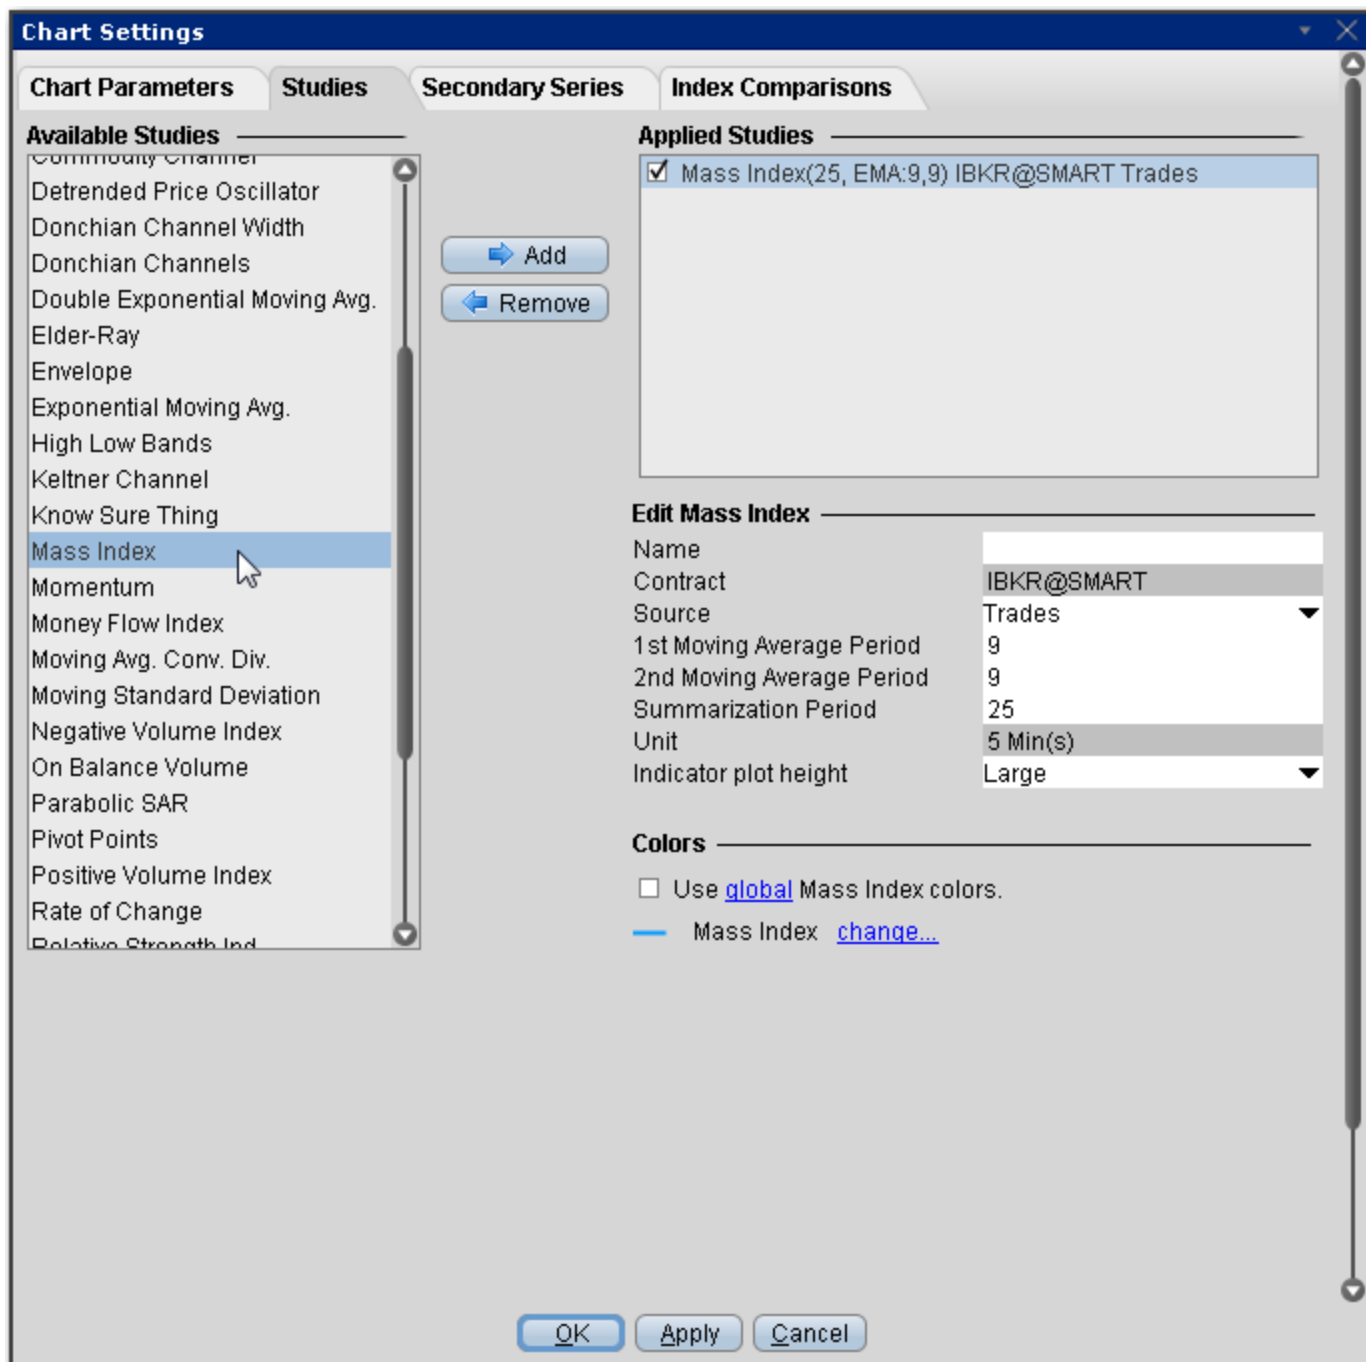 Chart Settings
Chart Parameters
Studies
Secondary Series
Index Comparisons
Available Studies
Commodity Channel
Detrended Price Oscillator
Donchian Channel Width
Donchian Channels
Double Exponential Moving Avg.
Elder-Ray
Envelope
Exponential Moving Avg.
High Low Bands
Keltner Channel
Know Sure Thing
Mass Index
Momentum
Money Flow Index
Moving Avg. Conv. Div.
Moving Standard Deviation
Negative Volume Index
On Balance Volume
Parabolic SAR
Pivot Points
Positive Volume Index
Rate of Change
Relative Strength Ind
Add
Remove
Applied Studies
Mass Index(25, EMA:9,9) IBKR@SMART Trades
Edit Mass Index
Name
Contract IBKR@SMART
Source Trades
1st Moving Average Period 9
2nd Moving Average Period 9
Summarization Period 25
Unit 5 Min(s)
Indicator plot height Large
Colors
Use global Mass Index colors.
Mass Index change...
OK
Apply
Cancel